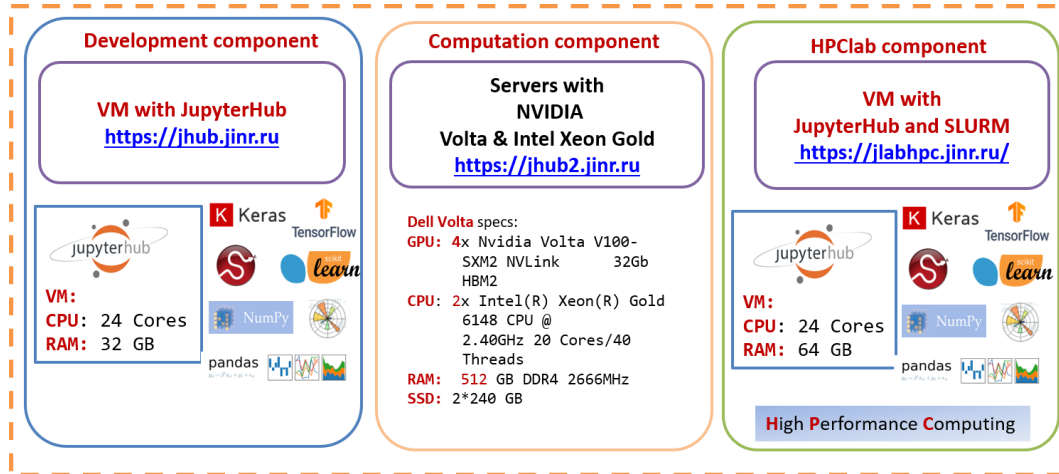 Development component
VM with JupyterHub
https://jhub.jinr.ru
jupyterhub
VM:
CPU: 24 Cores
RAM: 32 GB
K Keras
TensorFlow
S
scikit
learn
NumPy
pandas
Computation component
Servers with
NVIDIA
Volta & Intel Xeon Gold
https://jhub2.jinr.ru
Dell Volta specs:
GPU: 4x Nvidia Volta V100-
SXM2 NVLink 32Gb
HBM2
CPU: 2x Intel(R) Xeon(R) Gold
6148 CPU @
2.40GHz 20 Cores/40
Threads
RAM: 512 GB DDR4 2666MHz
SSD: 2*240 GB
HPClab component
VM with
JupyterHub and SLURM
https://jlabhpc.jinr.ru/
jupyterhub
VM:
CPU: 24 Cores
RAM: 64 GB
K Keras
TensorFlow
S
scikit
learn
NumPy
pandas
High Performance Computing